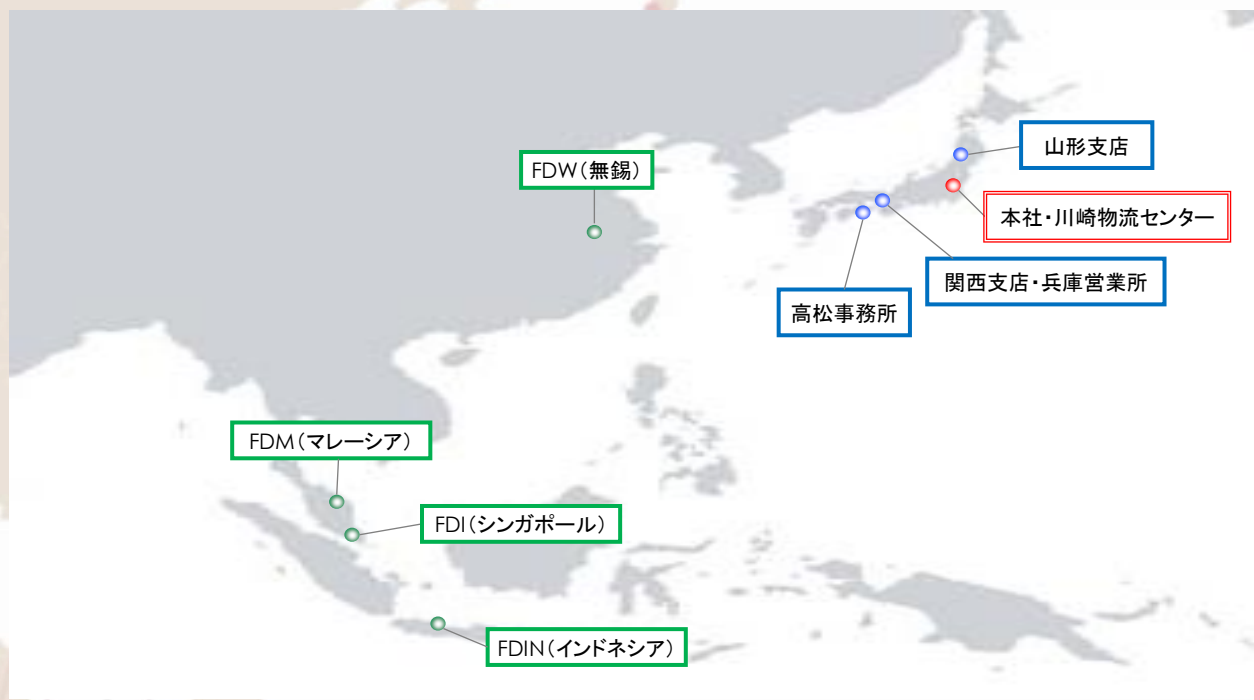 山形支店
FDW(無錫)
本社・川崎物流センター
関西支店・兵庫営業所
高松事務所
FDM(マレーシア)
FDI(シンガポール)
FDIN(インドネシア)